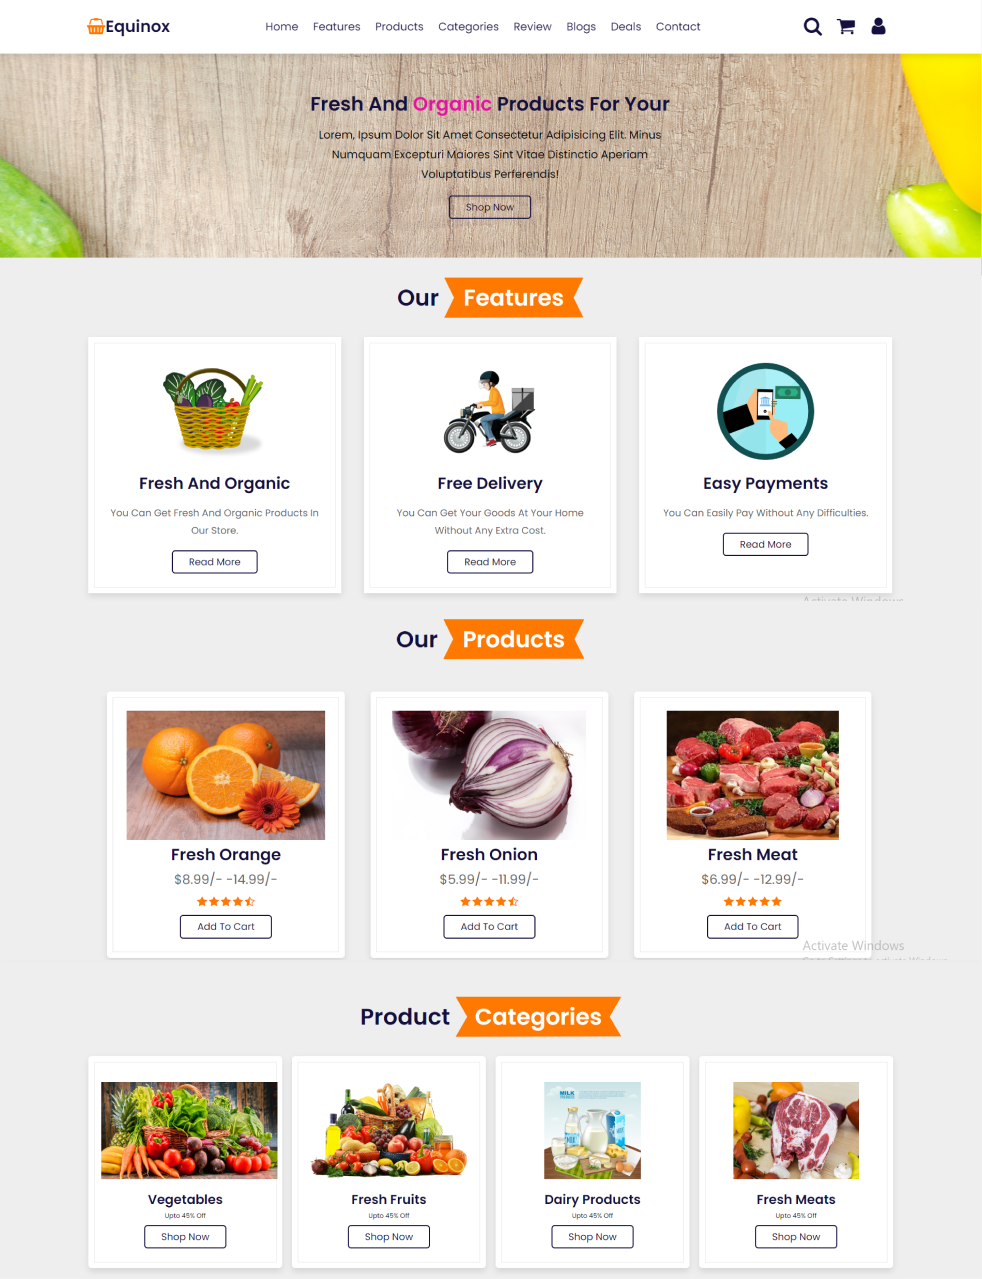 Equinox
Home Features Products Categories Review Blogs Deals Contact
Fresh And Organic Products For Your
Lorem, Ipsum Dolor Sit Amet Consectetur Adipisicing Elit. Minus
Numquam Excepturi Maiores Sint Vitae Distinctio Aperiam
Voluptatibus Perferendis!
Shop Now
Our Features
Fresh And Organic
You Can Get Fresh And Organic Products In
Our Store.
Read More
Free Delivery
You Can Get Your Goods At Your Home
Without Any Extra Cost.
Read More
Easy Payments
You Can Easily Pay Without Any Difficulties.
Read More
Activate Windows
Our Products
Fresh Orange
$8.99/- -14.99/-
Add To Cart
Fresh Onion
$5.99/- -11.99/-
Add To Cart
Fresh Meat
$6.99/- -12.99/-
Add To Cart
Activate Windows
Product Categories
Vegetables
Upto 45% Off
Shop Now
Fresh Fruits
Upto 45% Off
Shop Now
MILK
Dairy Products
Upto 45% Off
Shop Now
Fresh Meats
Upto 45% Off
Shop Now